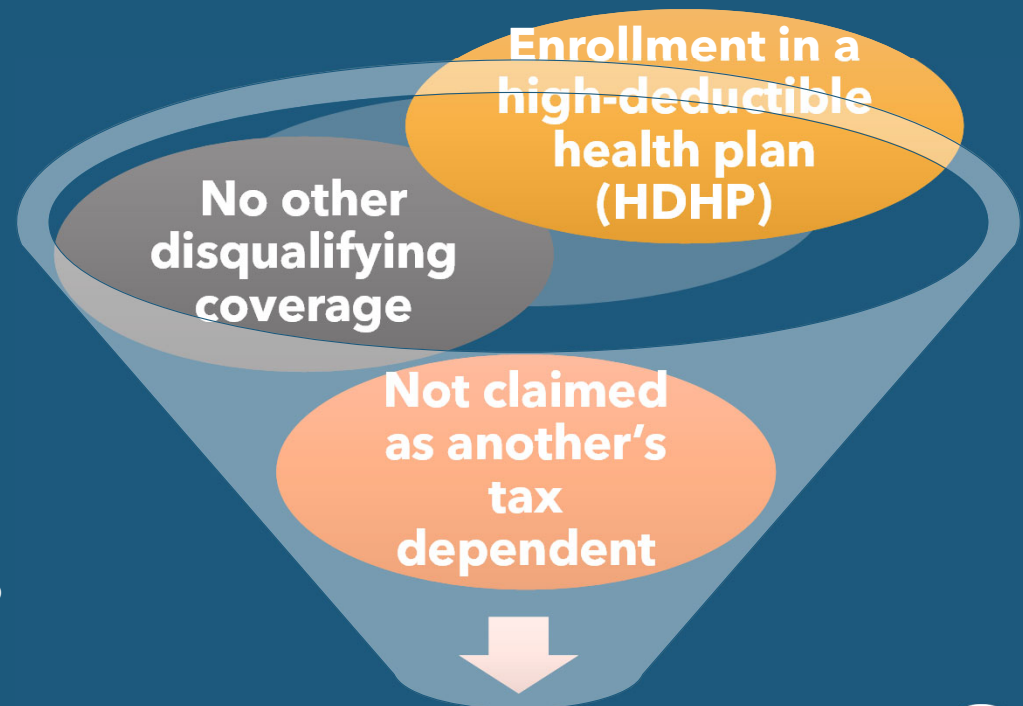 Enrollment in a
high-deductible
health plan
(HDHP)
No other
disqualifying
coverage
Not claimed
as another’s
tax
dependent